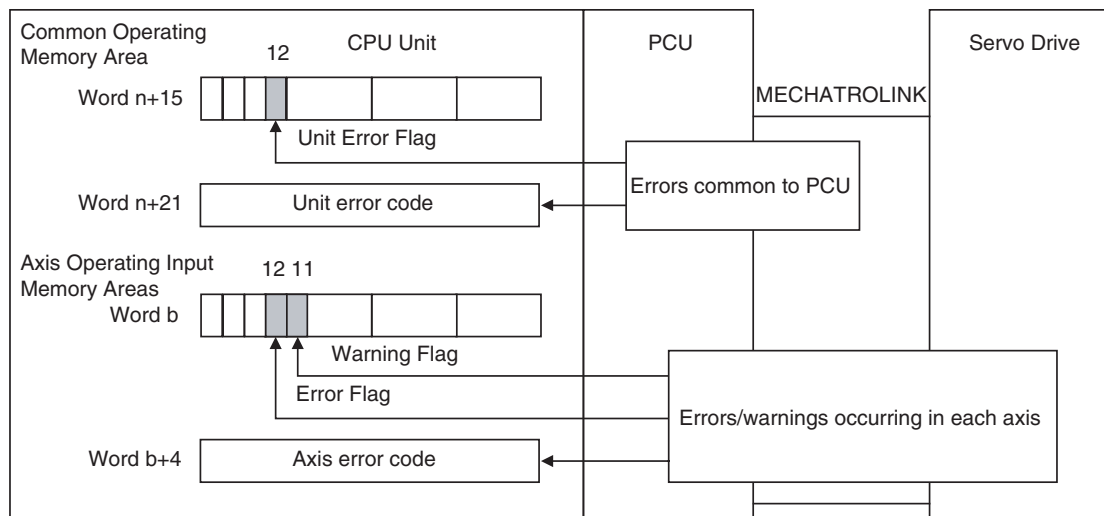 Common Operating
Memory Area
CPU Unit
PCU
Servo Drive
12
Word n+15
MECHATROLINK
Unit Error Flag
Errors common to PCU
Word n+21
Unit error code
Axis Operating Input
Memory Areas
12 11
Word b
Warning Flag
Error Flag
Errors/warnings occurring in each axis
Word b+4
Axis error code